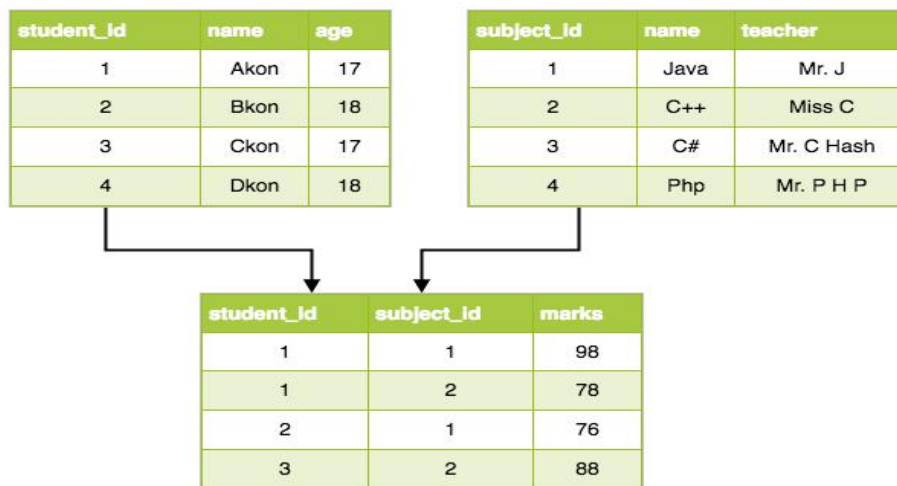 student_id name age
1 Akon 17
2 Bkon 18
3 Ckon 17
4 Dkon 18
subject_id name teacher
1 Java Mr. J
2 C++ Miss C
3 C# Mr. C Hash
4 Php Mr. P H P
student_id subject_id marks
1 1 98
1 2 78
2 1 76
3 2 88